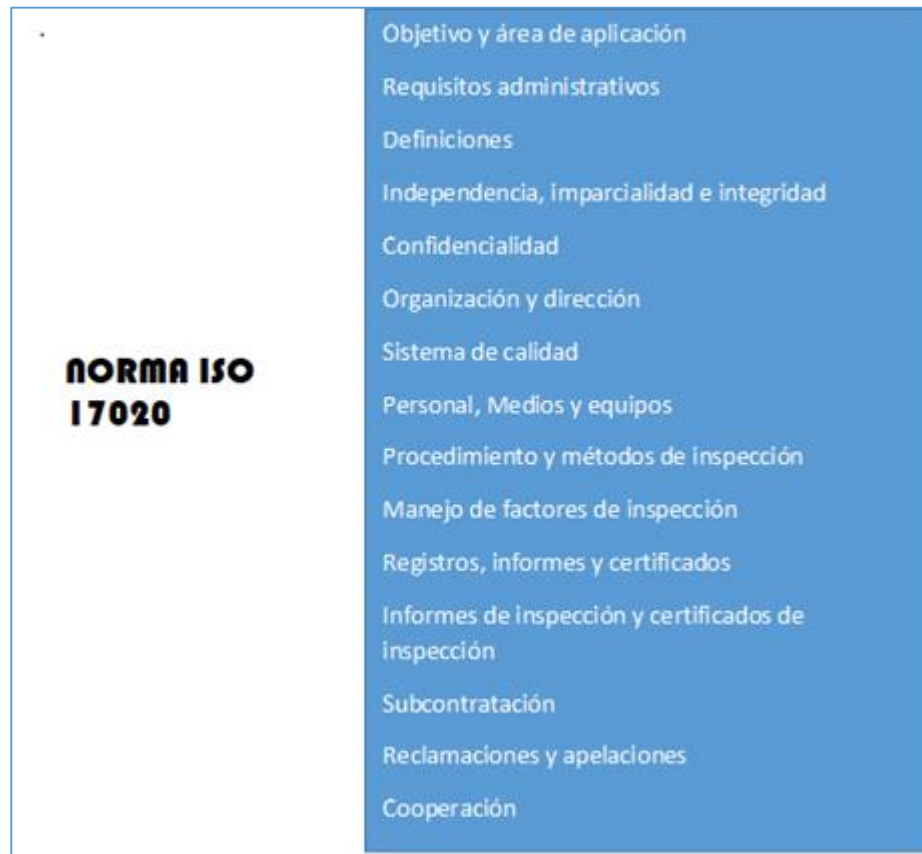 NORMA ISO
17020
Objetivo y área de aplicación
Requisitos administrativos
Definiciones
Independencia, imparcialidad e integridad
Confidencialidad
Organización y dirección
Sistema de calidad
Personal, Medios y equipos
Procedimiento y métodos de inspección
Manejo de factores de inspección
Registros, informes y certificados
Informes de inspección y certificados de
inspección
Subcontratación
Reclamaciones y apelaciones
Cooperación